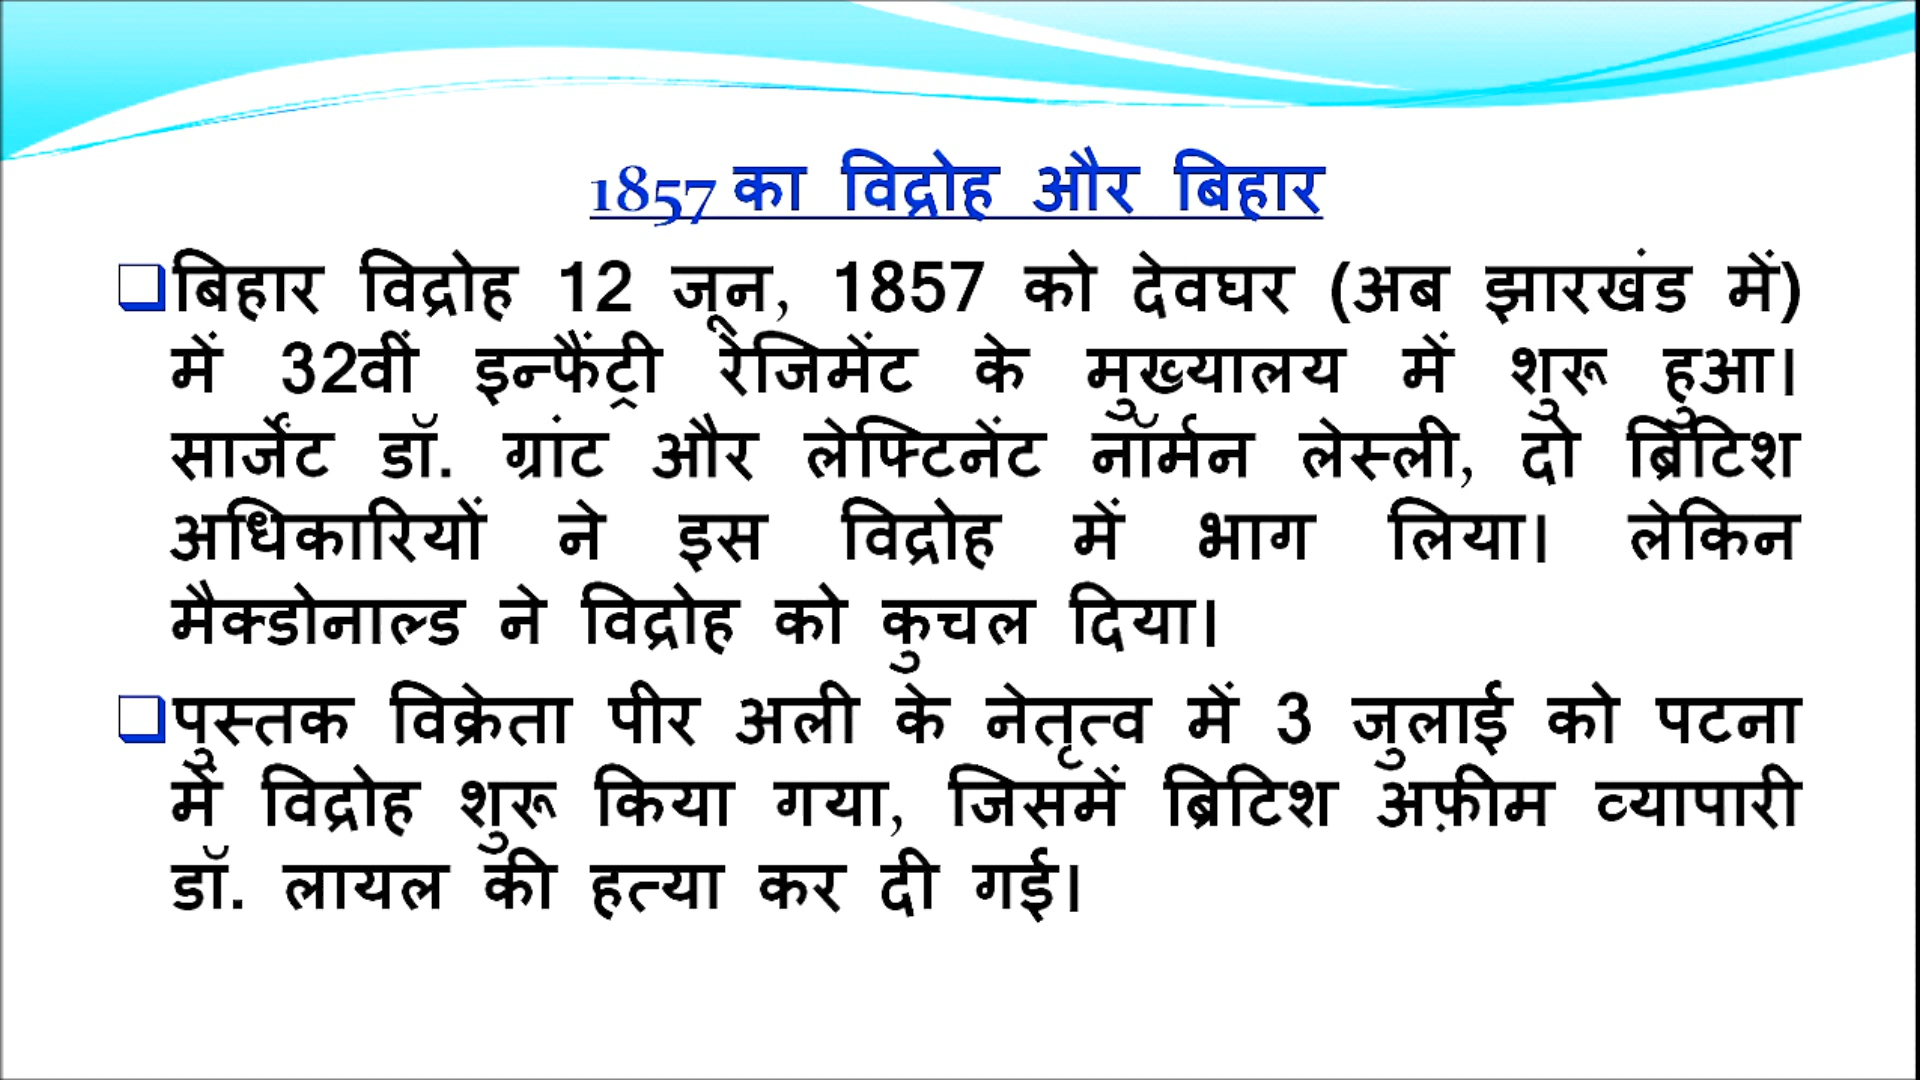 1857 का विद्रोह और बिहार
बिहार विद्रोह 12 जून, 1857 को देवघर (अब झारखंड में)
में 32वीं इन्फैंट्री रेजिमेंट के मुख्यालय में शुरू हुआ।
सार्जेंट डॉ. ग्रांट और लेफ्टिनेंट नॉर्मन लेस्ली, दो ब्रिटिश
अधिकारियों ने इस विद्रोह में भाग लिया। लेकिन
मैक्डोनाल्ड ने विद्रोह को कुचल दिया।
पुस्तक विक्रेता पीर अली के नेतृत्व में 3 जुलाई को पटना
में विद्रोह शुरू किया गया, जिसमें ब्रिटिश अफ़ीम व्यापारी
डॉ. लायल की हत्या कर दी गई।